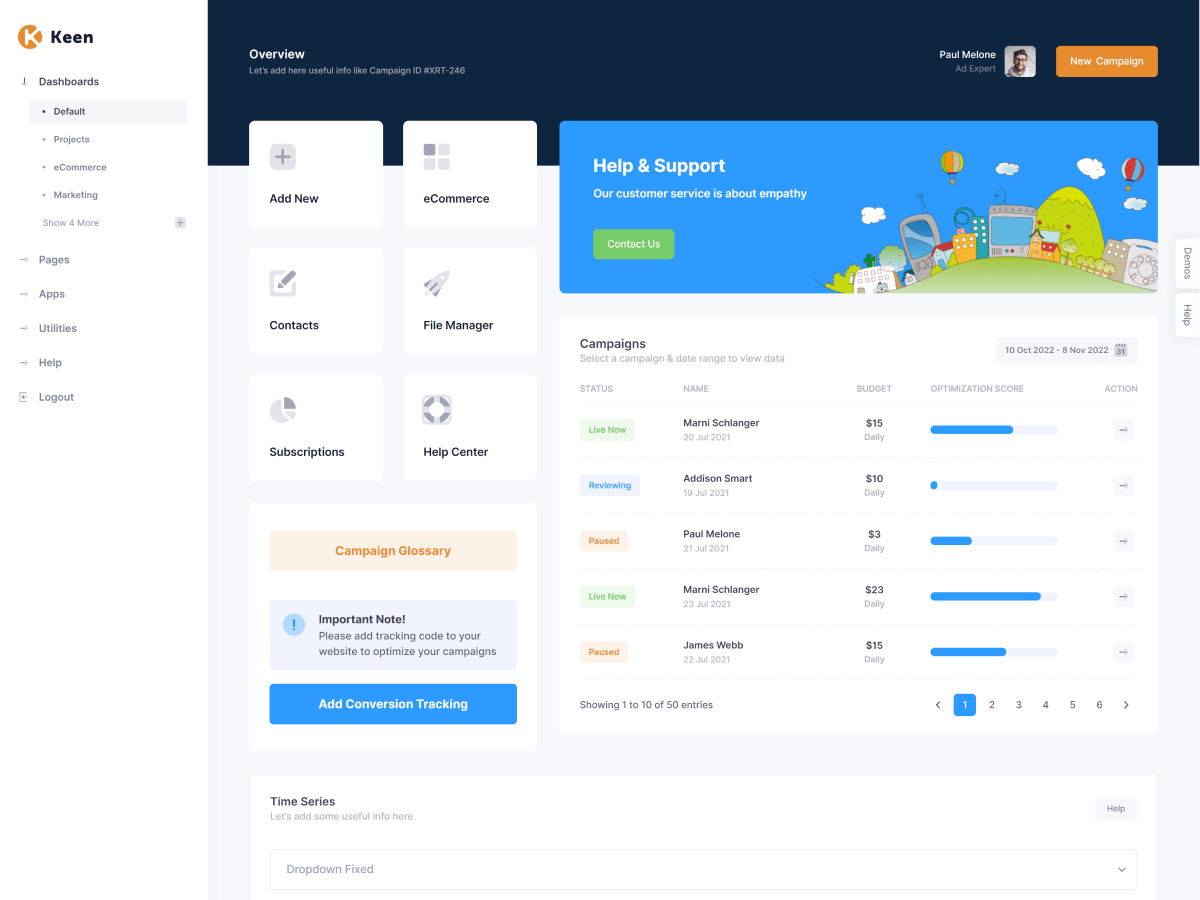 Keen
Dashboards
Default
Projects
eCommerce
Marketing
Show 4 More
Pages
Apps
Utilities
Help
Logout
Overview
Let's add here useful info like Campaign ID #XRT-246
Paul Melone
Ad Expert
New Campaign
Add New
eCommerce
Contacts
File Manager
Subscriptions
Help Center
Campaign Glossary
!
Important Note!
Please add tracking code to your
website to optimize your campaigns
Add Conversion Tracking
Help & Support
Our customer service is about empathy
Contact Us
Campaigns
Select a campaign & date range to view data
10 Oct 2022 - 8 Nov 2022 31
STATUS NAME BUDGET OPTIMIZATION SCORE ACTION
Live Now Marni Schlanger $15
20 Jul 2021 Daily
Reviewing Addison Smart $10
19 Jul 2021 Daily
Paused Paul Melone $3
21 Jul 2021 Daily
Live Now Marni Schlanger $23
23 Jul 2021 Daily
Paused James Webb $15
22 Jul 2021 Daily
Showing 1 to 10 of 50 entries
1 2 3 4 5 6
Time Series
Let's add some useful info here
Help
Dropdown Fixed
Demos
Help